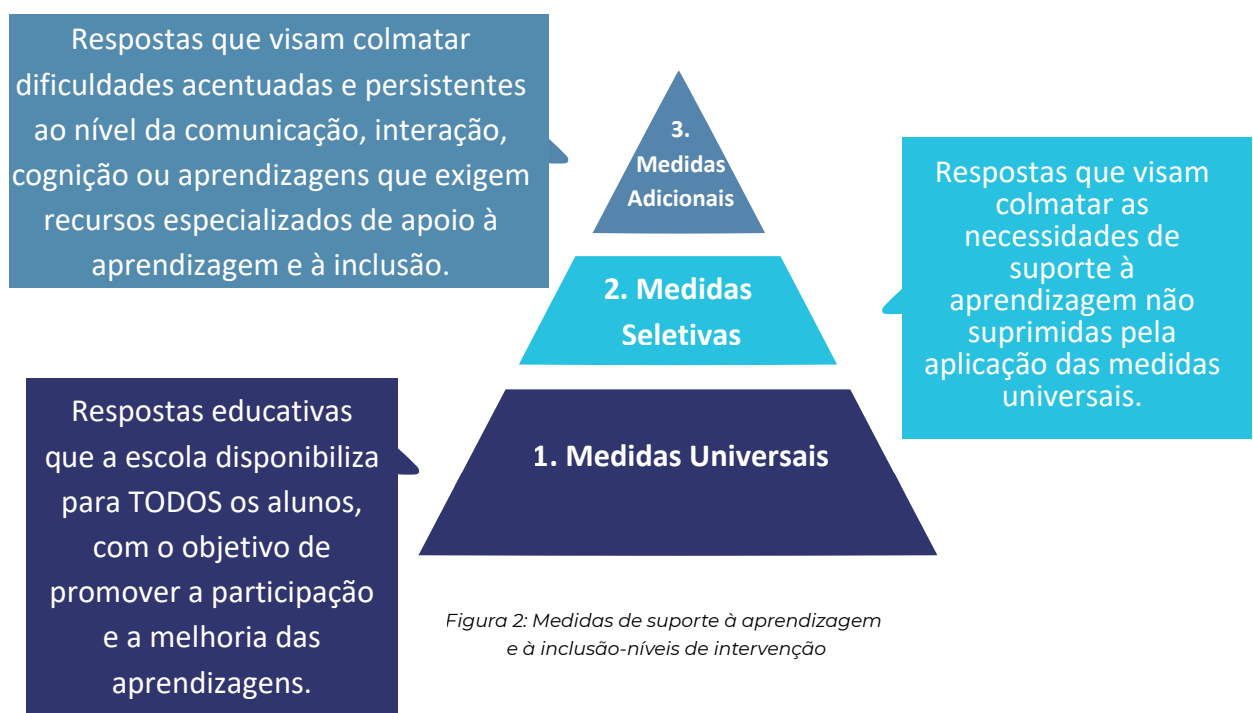 Respostas que visam colmatar
dificuldades acentuadas e persistentes
ao nível da comunicação, interação,
cognição ou aprendizagens que exigem
recursos especializados de apoio à
aprendizagem e à inclusão.
3.
Medidas
Adicionais
Respostas que visam
colmatar as
necessidades de
suporte à
aprendizagem não
suprimidas pela
aplicação das medidas
universais.
2. Medidas
Seletivas
Respostas educativas
que a escola disponibiliza
para TODOS os alunos,
com o objetivo de
promover a participação
e a melhoria das
aprendizagens.
1. Medidas Universais
Figura 2: Medidas de suporte à aprendizagem
e à inclusão-níveis de intervenção